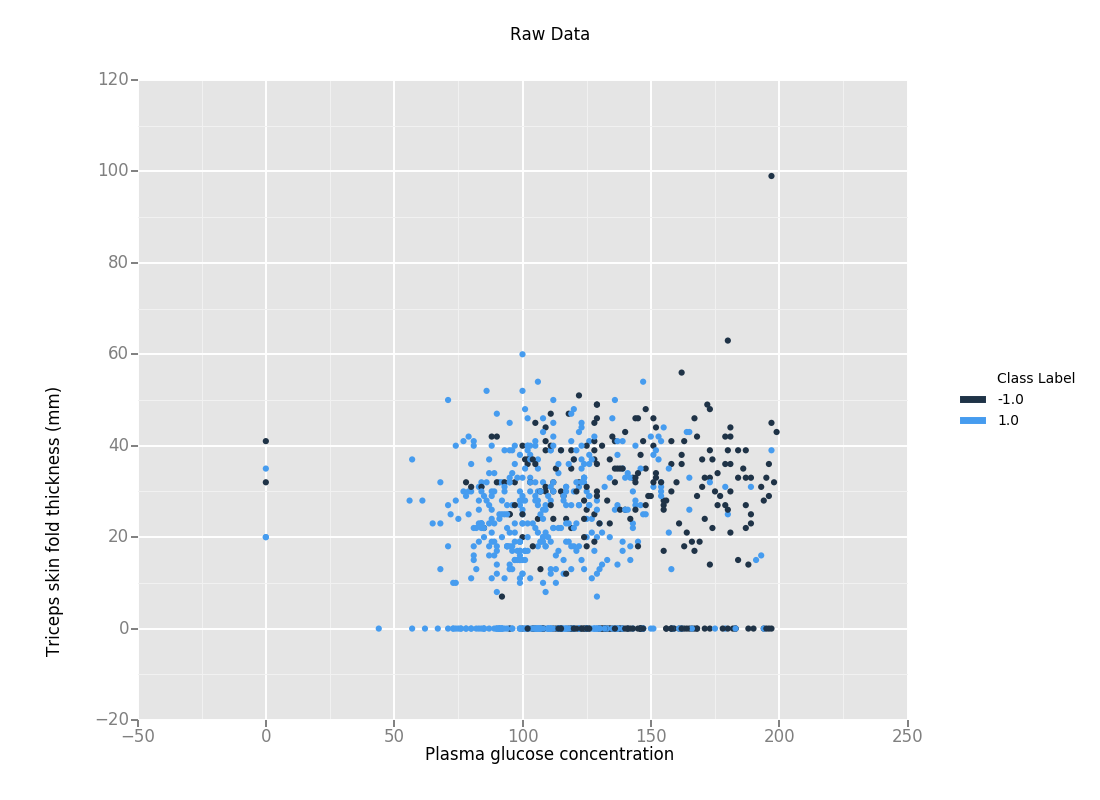 Raw Data
120
100
80
60
40
20
0
−20
Triceps skin fold thickness (mm)
−50 0 50 100 150 200 250
Plasma glucose concentration
Class Label
-1.0
1.0